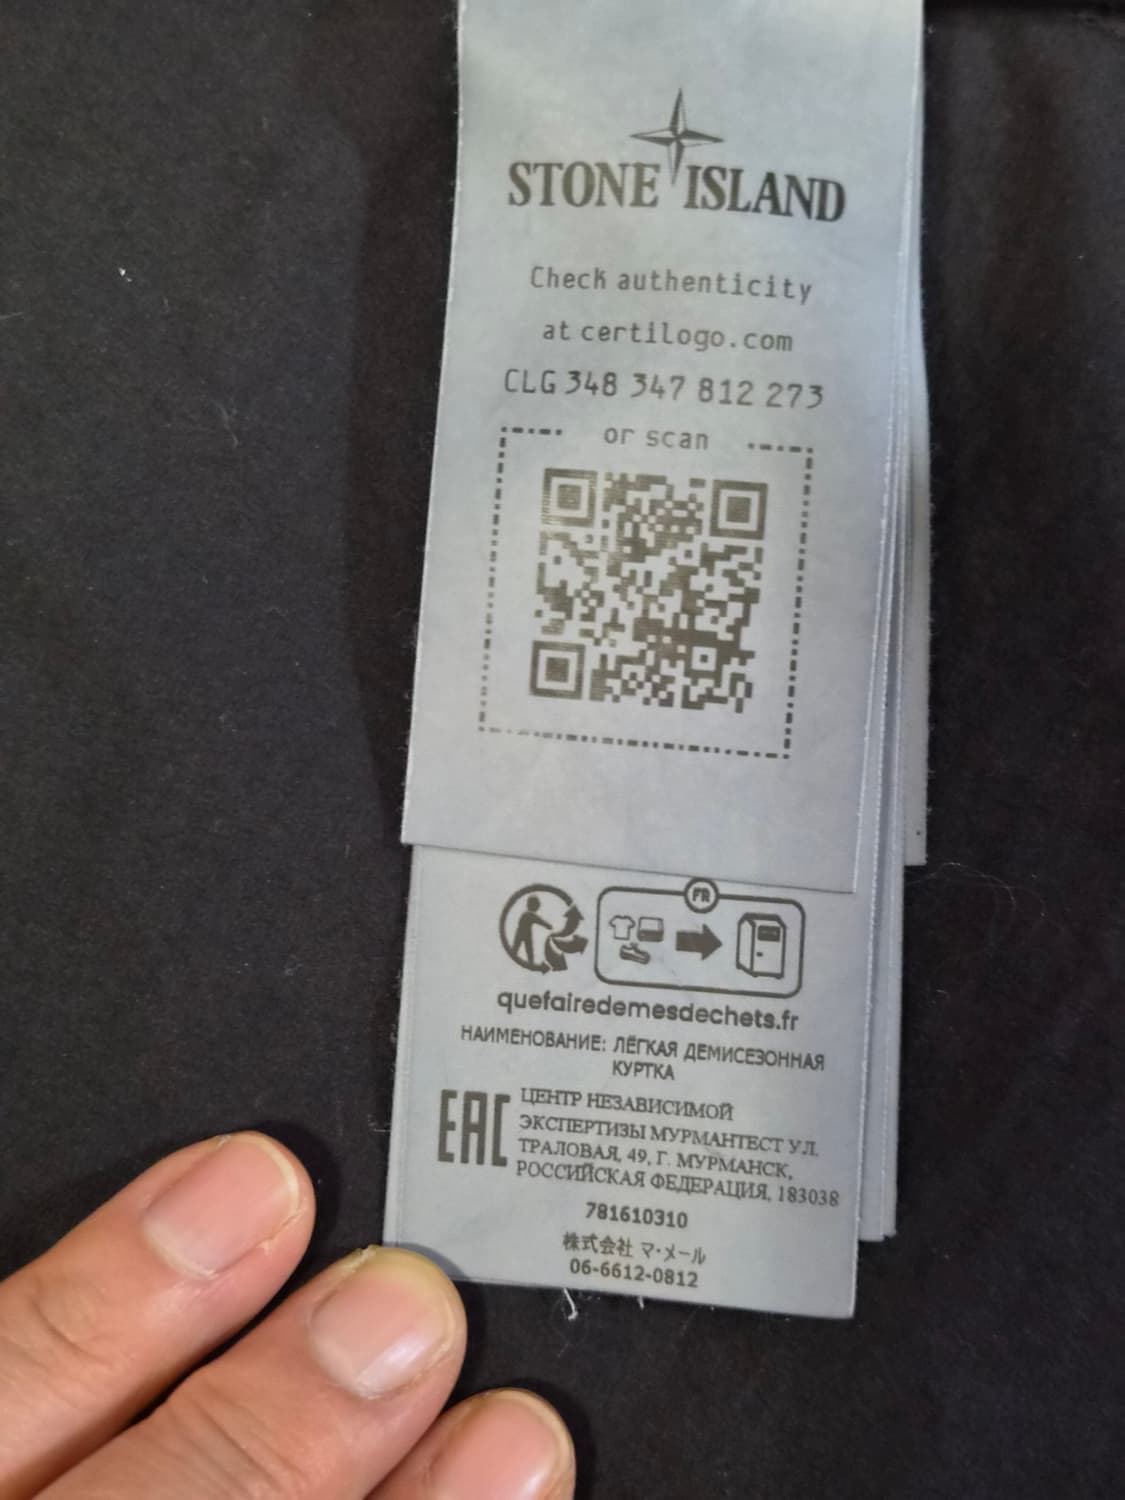 STONE ISLAND
Check authenticity
at certilogo.com
CLG 348 347 812 273
or scan
FR
quefairedemesdechets.fr
НАИМЕНОВАНИЕ: ЛЁГКАЯ ДЕМИСЕЗОННАЯ
КУРТКА
EAC
ЦЕНТР НЕЗАВИСИМОЙ
ЭКСПЕРТИЗЫ МУРМАНТЕСТ УЛ.
ТРАЛОВАЯ, 49, Г. МУРМАНСК,
РОССИЙСКАЯ ФЕДЕРАЦИЯ, 183038
781610310
株式会社 マ・メール
06-6612-0812